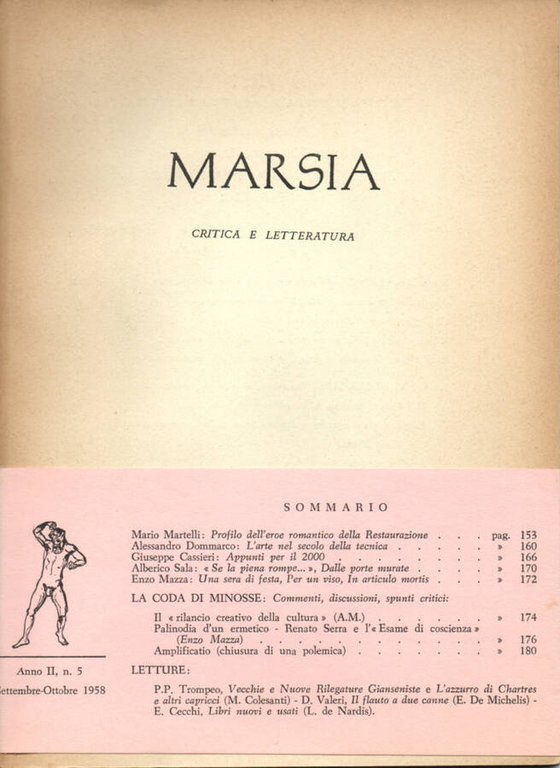 MARSIA
CRITICA E LETTERATURA
SOMMARIO
Mario Martelli: Profilo dell'eroe romantico della Restaurazione . . . pag. 153
Alessandro Dommarco: L'arte nel secolo della tecnica . . . . . . » 160
Giuseppe Cassieri: Appunti per il 2000 . . . . . . . . » 166
Alberico Sala: « Se la piena rompe... », Dalle porte murate . . . . » 170
Enzo Mazza: Una sera di festa, Per un viso, In articulo mortis . . . » 172
LA CODA DI MINOSSE: Commenti, discussioni, spunti critici:
Il « rilancio creativo della cultura » (A.M.) . . . . . . » 174
Palinodia d'un ermetico - Renato Serra e l'« Esame di coscienza »
(Enzo Mazza) . . . . . . . . . . . . » 176
Amplificatio (chiusura di una polemica) . . . . . . . » 180
LETTURE:
P.P. Trompeo, Vecchie e Nuove Rilegature Gianseniste e L'azzurro di Chartres
e altri capricci (M. Colesanti) - D. Valeri, Il flauto a due canne (E. De Michelis) -
E. Cecchi, Libri nuovi e usati (L. de Nardis).
Anno II, n. 5
Settembre-Ottobre 1958